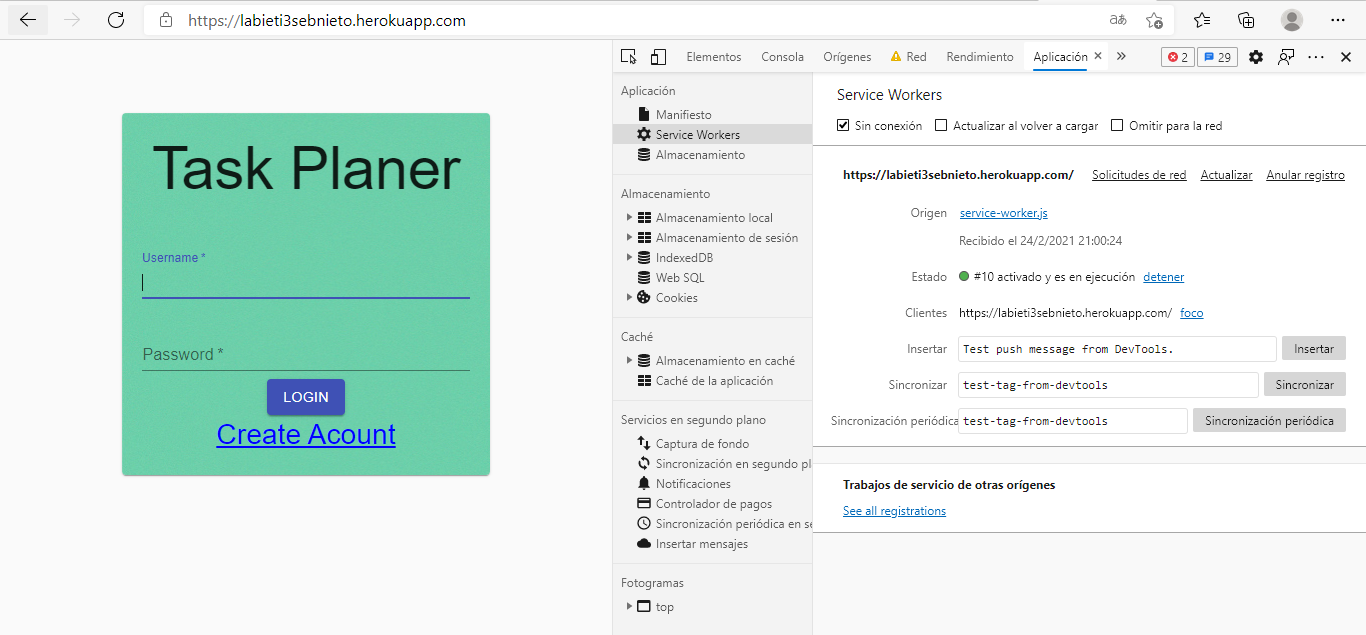 https://labieti3sebnieto.herokuapp.com
aあ
Task Planer
Username *
Password *
LOGIN
Create Acount
Elementos Consola Orígenes Red Rendimiento Aplicación 2 29
Aplicación
Manifiesto
Service Workers
Almacenamiento
Almacenamiento
Almacenamiento local
Almacenamiento de sesión
IndexedDB
Web SQL
Cookies
Caché
Almacenamiento en caché
Caché de la aplicación
Servicios en segundo plano
Captura de fondo
Sincronización en segundo pl
Notificaciones
Controlador de pagos
Sincronización periódica en se
Insertar mensajes
Fotogramas
top
Service Workers
Sin conexión Actualizar al volver a cargar Omitir para la red
https://labieti3sebnieto.herokuapp.com/ Solicitudes de red Actualizar Anular registro
Origen service-worker.js
Recibido el 24/2/2021 21:00:24
Estado #10 activado y es en ejecución detener
Clientes https://labieti3sebnieto.herokuapp.com/ foco
Insertar Test push message from DevTools. Insertar
Sincronizar test-tag-from-devtools Sincronizar
Sincronización periódica test-tag-from-devtools Sincronización periódica
Trabajos de servicio de otras orígenes
See all registrations